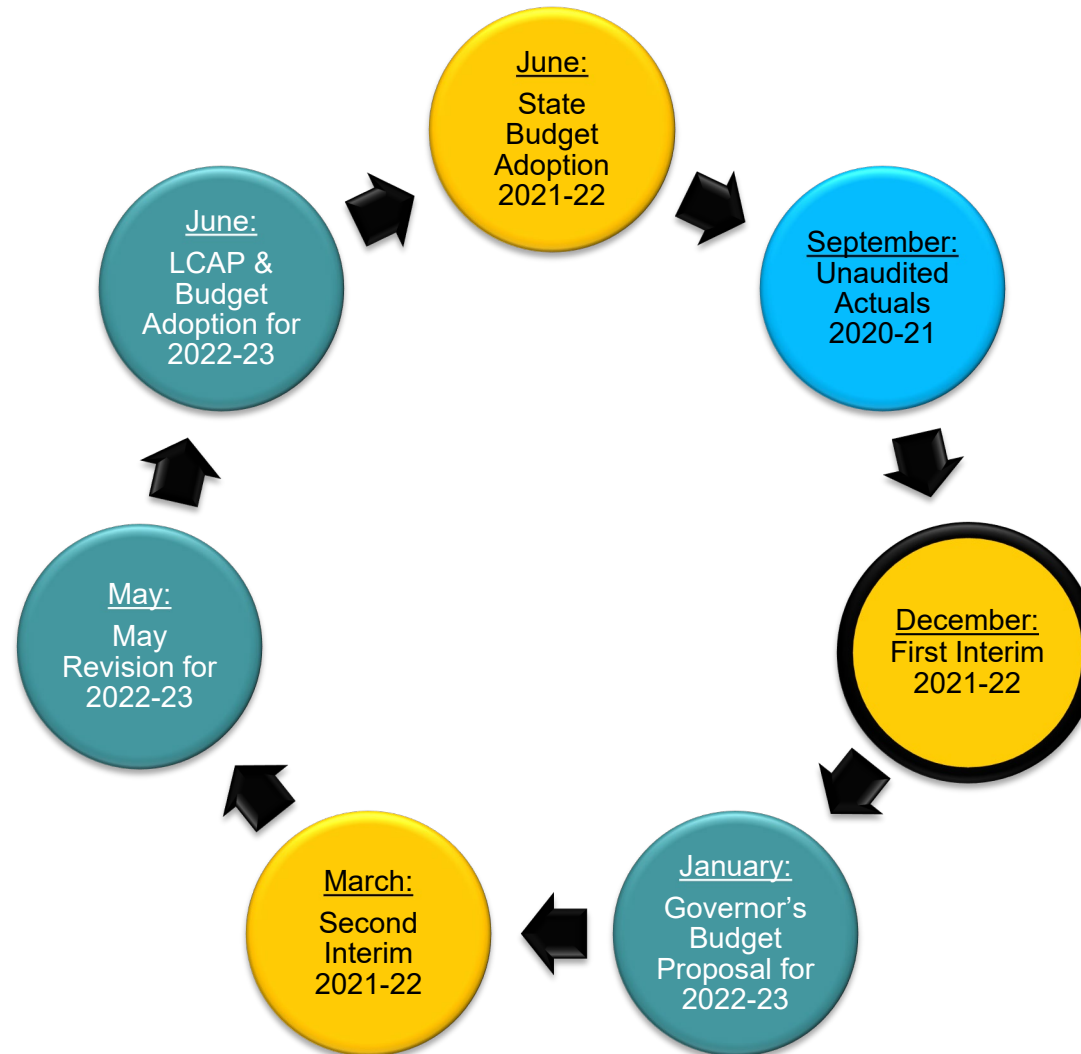 June:
State
Budget
Adoption
2021-22
September:
Unaudited
Actuals
2020-21
December:
First Interim
2021-22
January:
Governor’s
Budget
Proposal for
2022-23
March:
Second
Interim
2021-22
May:
May
Revision for
2022-23
June:
LCAP &
Budget
Adoption for
2022-23